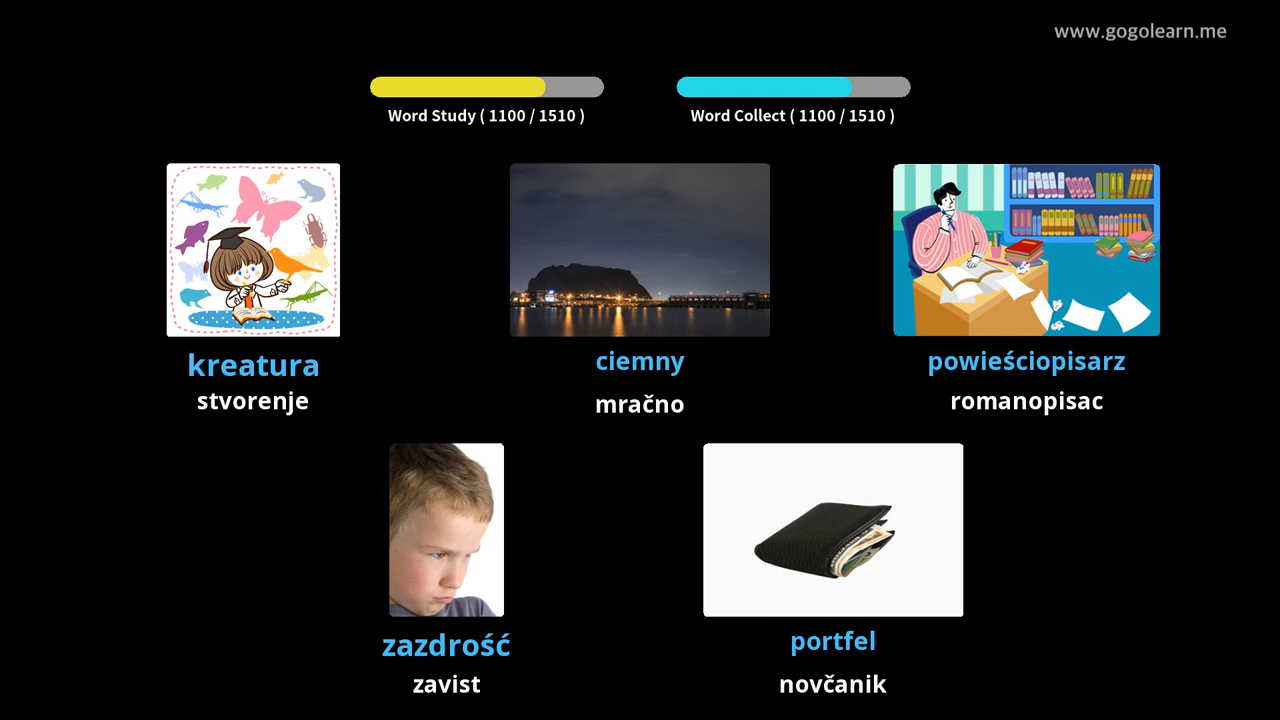 www.gogolearn.me
Word Study ( 1100 / 1510 )
Word Collect ( 1100 / 1510 )
kreatura
stvorenje
ciemny
mračno
powieściopisarz
romanopisac
zazdrość
zavist
portfel
novčanik